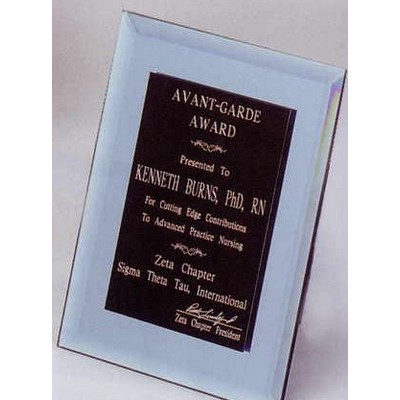 AVANT-GARDE
AWARD
Presented To
KENNETH BURNS, PhD, RN
For Cutting Edge Contributions
To Advanced Practice Nursing
Zeta Chapter
Sigma Theta Tau, International
Zeta Chapter President